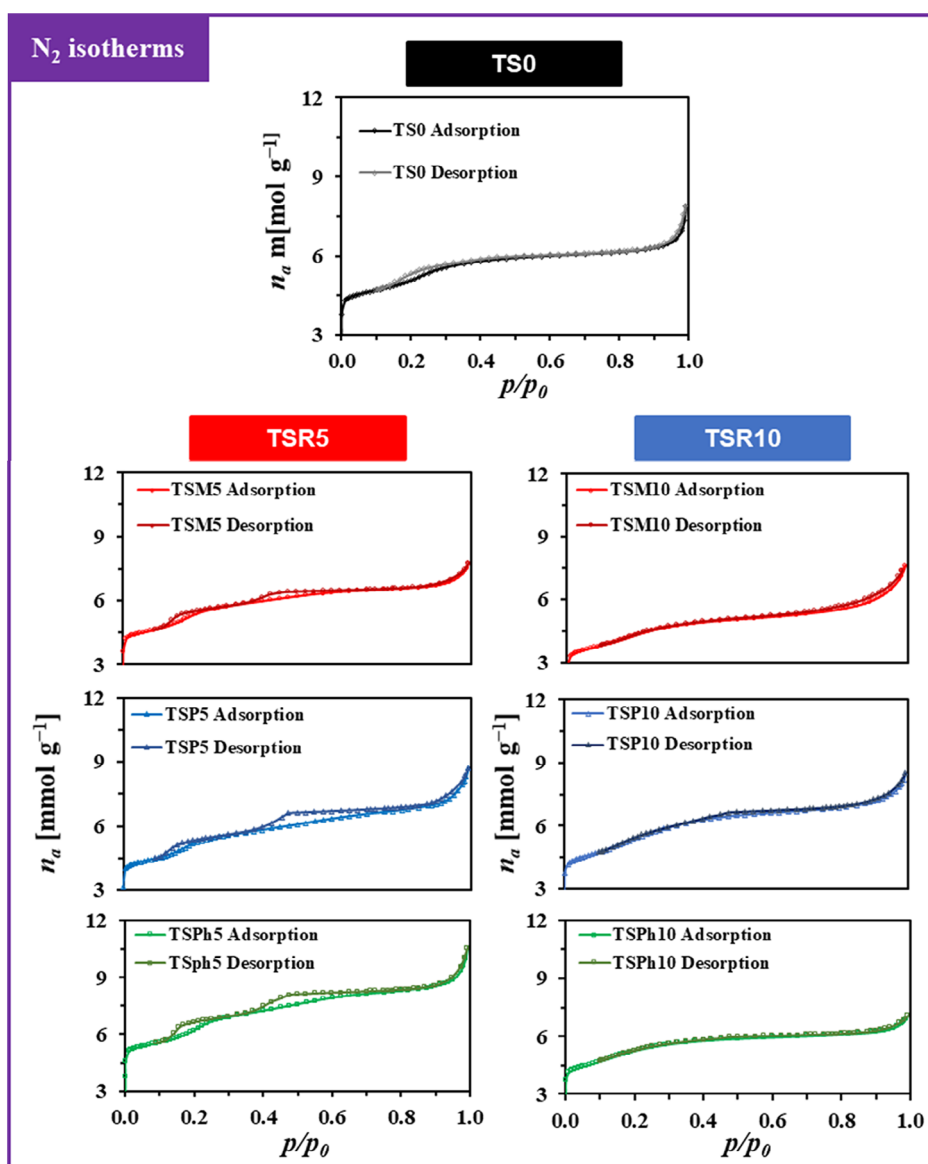 N₂ isotherms
TS0
12
9
6
3
nₐ m[mol g⁻¹]
TS0 Adsorption
TS0 Desorption
0.0 0.2 0.4 0.6 0.8 1.0
p/p₀
TSR5
TSR10
12
9
6
3
TSM5 Adsorption
TSM5 Desorption
12
9
6
3
TSM10 Adsorption
TSM10 Desorption
nₐ [mmol g⁻¹]
12
9
6
3
TSP5 Adsorption
TSP5 Desorption
nₐ [mmol g⁻¹]
12
9
6
3
TSP10 Adsorption
TSP10 Desorption
12
9
6
3
TSPh5 Adsorption
TSph5 Desorption
0.0 0.2 0.4 0.6 0.8 1.0
p/p₀
12
9
6
3
TSPh10 Adsorption
TSPh10 Desorption
0.0 0.2 0.4 0.6 0.8 1.0
p/p₀